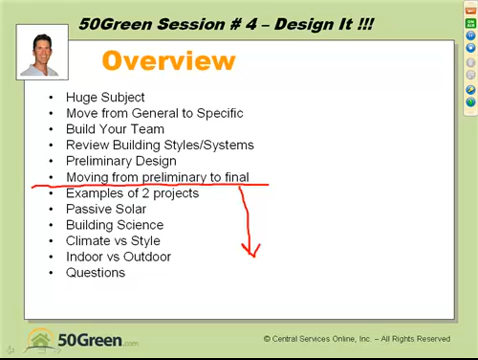 50Green Session # 4 – Design It !!!
Overview
• Huge Subject
• Move from General to Specific
• Build Your Team
• Review Building Styles/Systems
• Preliminary Design
• Moving from preliminary to final
• Examples of 2 projects
• Passive Solar
• Building Science
• Climate vs Style
• Indoor vs Outdoor
• Questions
50Green.com
© Central Services Online, Inc. – All Rights Reserved